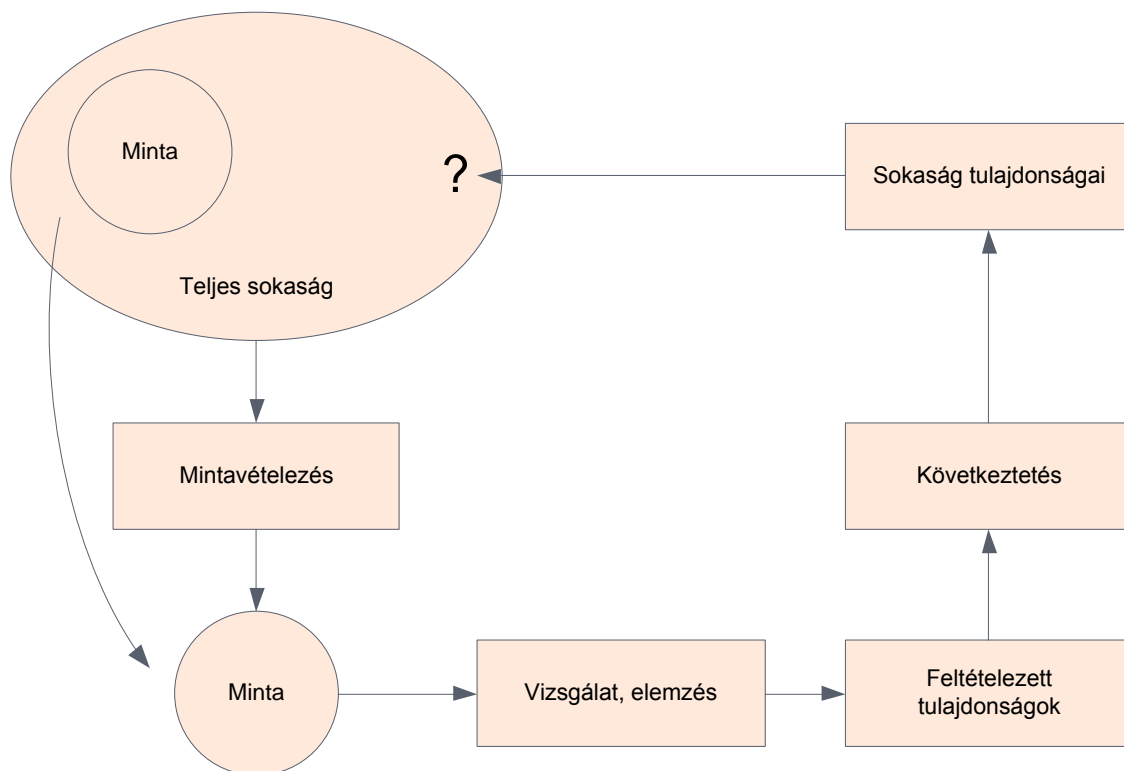 Minta
?
Sokaság tulajdonságai
Teljes sokaság
Mintavételezés
Következtetés
Minta
Vizsgálat, elemzés
Feltételezett
tulajdonságok